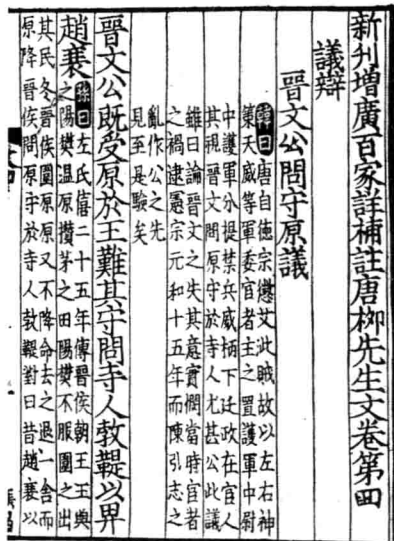 新刋增廣百家詳補註唐柳先生文卷第四
議辯
晉文公問守原議
韓曰唐自德宗懲艾此賊故以左右神
策天威等軍委宦者主之置護軍中尉
中護軍分提禁兵威柄下迁政在宦人
其視晉文問原守於寺人尤甚公此議
雖曰論晉文之失其意實憫當時宦者
之禍逮憲宗元和十五年而陳弘志之
亂作公之先
見至是驗矣
晉文公旣受原於王難其守問寺人敎鞮以畀
趙衰孫曰左氏僖二十五年傳晉侯朝王王與
之陽樊温原攅茅之田陽樊不服圍之出
其民冬晉侯圍原原又不降命去之退一舍而
原降晉侯問原守於寺人敎鞮對曰昔趙衰以